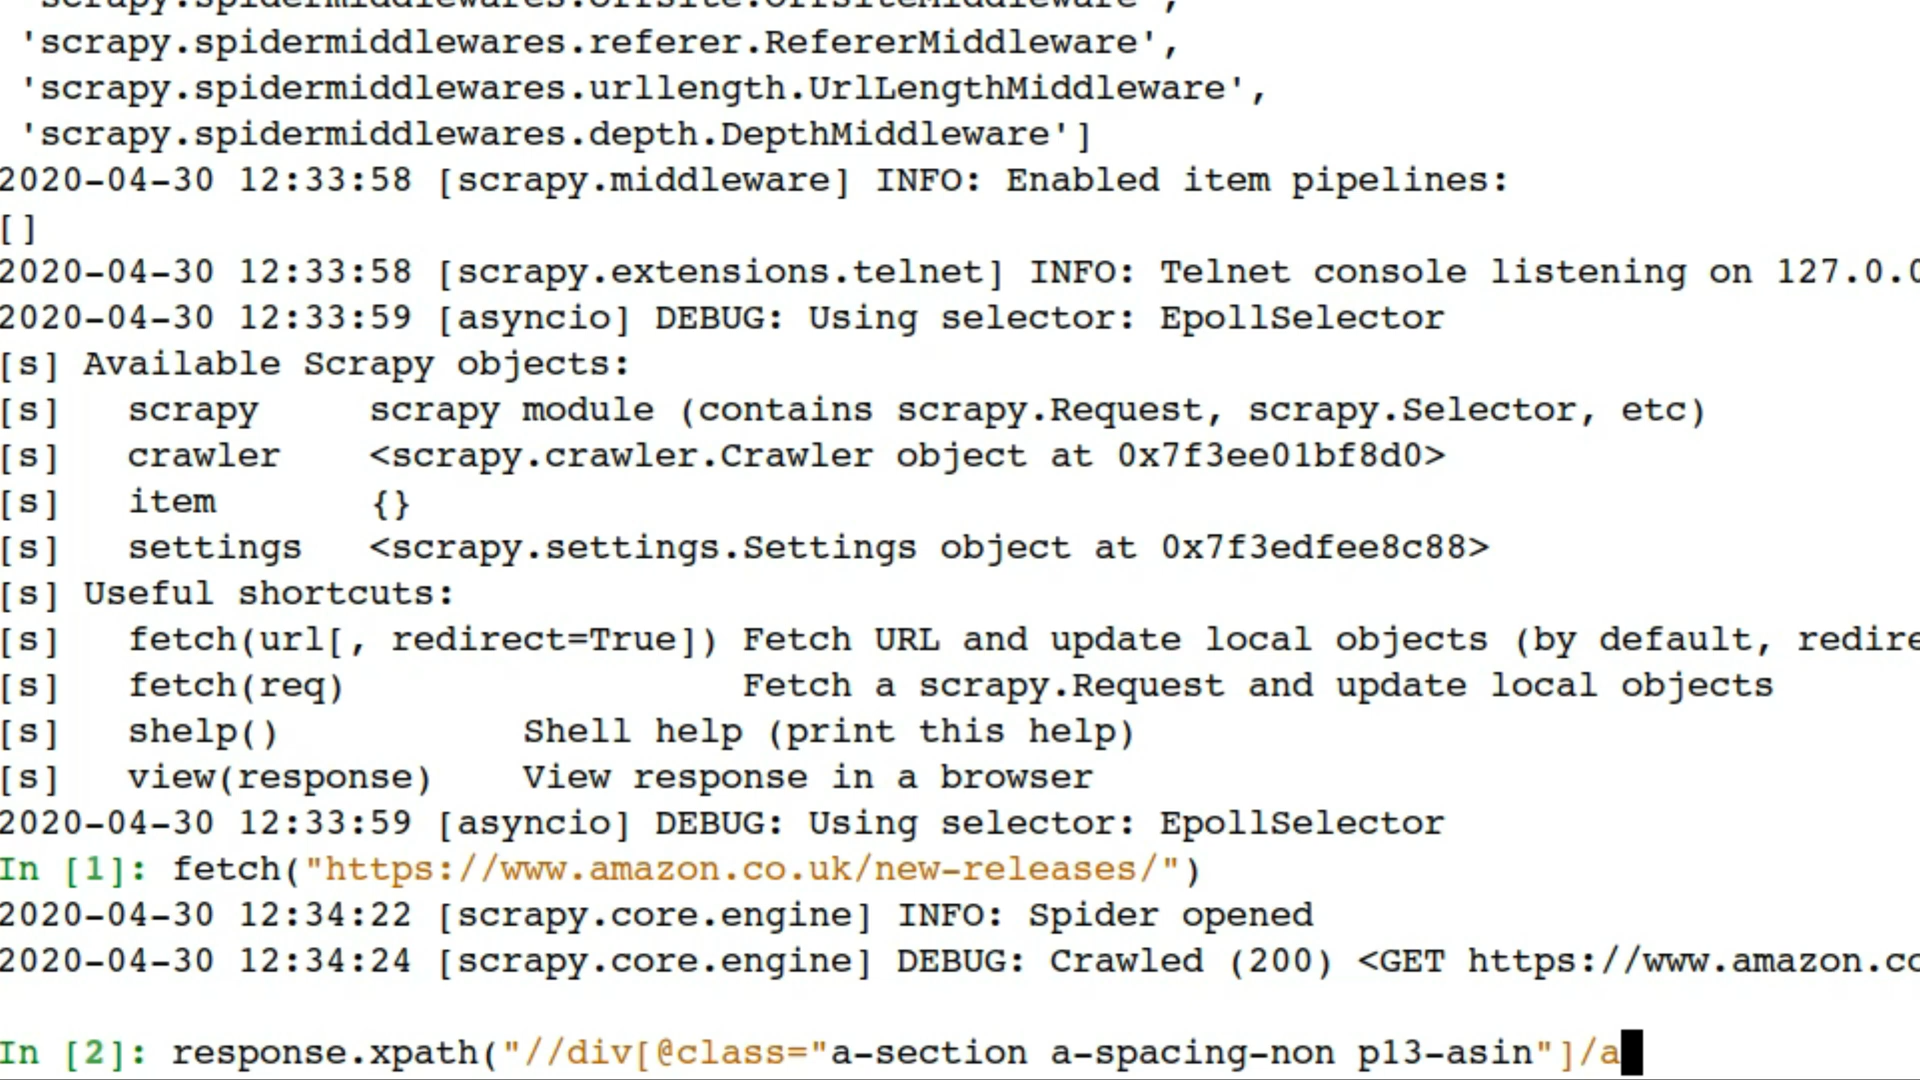 'scrapy.spidermiddlewares.offsite.OffsiteMiddleware',
'scrapy.spidermiddlewares.referer.RefererMiddleware',
'scrapy.spidermiddlewares.urllength.UrlLengthMiddleware',
'scrapy.spidermiddlewares.depth.DepthMiddleware']
2020-04-30 12:33:58 [scrapy.middleware] INFO: Enabled item pipelines:
[]
2020-04-30 12:33:58 [scrapy.extensions.telnet] INFO: Telnet console listening on 127.0.0
2020-04-30 12:33:59 [asyncio] DEBUG: Using selector: EpollSelector
[s] Available Scrapy objects:
[s]   scrapy     scrapy module (contains scrapy.Request, scrapy.Selector, etc)
[s]   crawler    <scrapy.crawler.Crawler object at 0x7f3ee01bf8d0>
[s]   item       {}
[s]   settings   <scrapy.settings.Settings object at 0x7f3edfee8c88>
[s] Useful shortcuts:
[s]   fetch(url[, redirect=True]) Fetch URL and update local objects (by default, redire
[s]   fetch(req)                  Fetch a scrapy.Request and update local objects
[s]   shelp()           Shell help (print this help)
[s]   view(response)    View response in a browser
2020-04-30 12:33:59 [asyncio] DEBUG: Using selector: EpollSelector
In [1]: fetch("https://www.amazon.co.uk/new-releases/")
2020-04-30 12:34:22 [scrapy.core.engine] INFO: Spider opened
2020-04-30 12:34:24 [scrapy.core.engine] DEBUG: Crawled (200) <GET https://www.amazon.co
In [2]: response.xpath("//div[@class="a-section a-spacing-non p13-asin"]/a